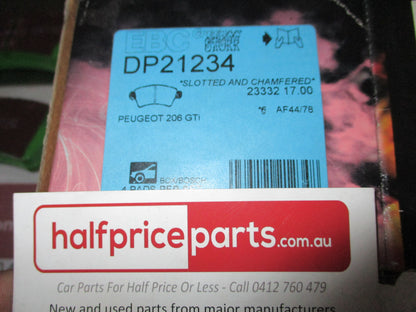 EBC
DP21234
"SLOTTED AND CHAMFERED"
23332 17.00
PEUGEOT 206 GTI
*6 AF44/78
4 PADS PER
halfpriceparts.com.au
Car Parts For Half Price Or Less - Call 0412 760 479
New and used parts from major manufacturers